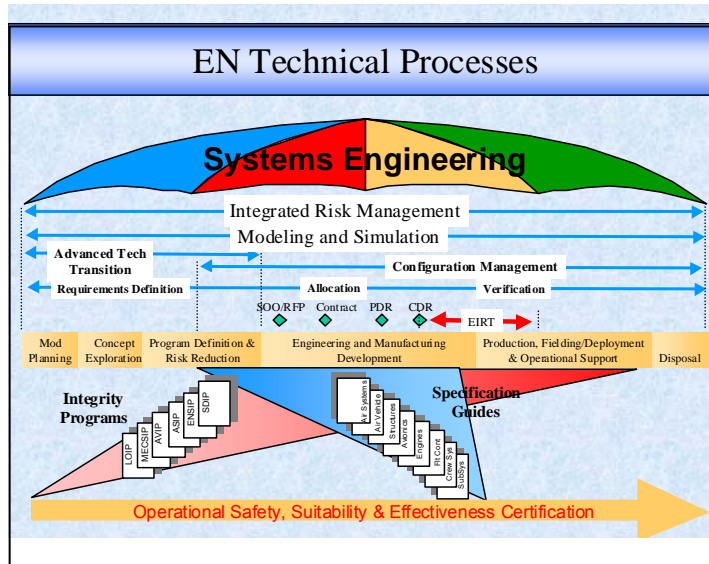 EN Technical Processes
Systems Engineering
Integrated Risk Management
Modeling and Simulation
Advanced Tech
Transition
Configuration Management
Requirements Definition
Allocation
Verification
SOO/RFP
Contract
PDR
CDR
EIRT
Mod
Planning
Concept
Exploration
Program Definition &
Risk Reduction
Engineering and Manufacturing
Development
Production, Fielding/Deployment
& Operational Support
Disposal
Integrity
Programs
LOIP
MECSIP
AVIP
ASIP
ENSIP
SDIP
Air Systems
Air Vehicle
Structures
Avionics
Engines
Flt Cont
Crew Sys
SubSys
Specification
Guides
Operational Safety, Suitability & Effectiveness Certification